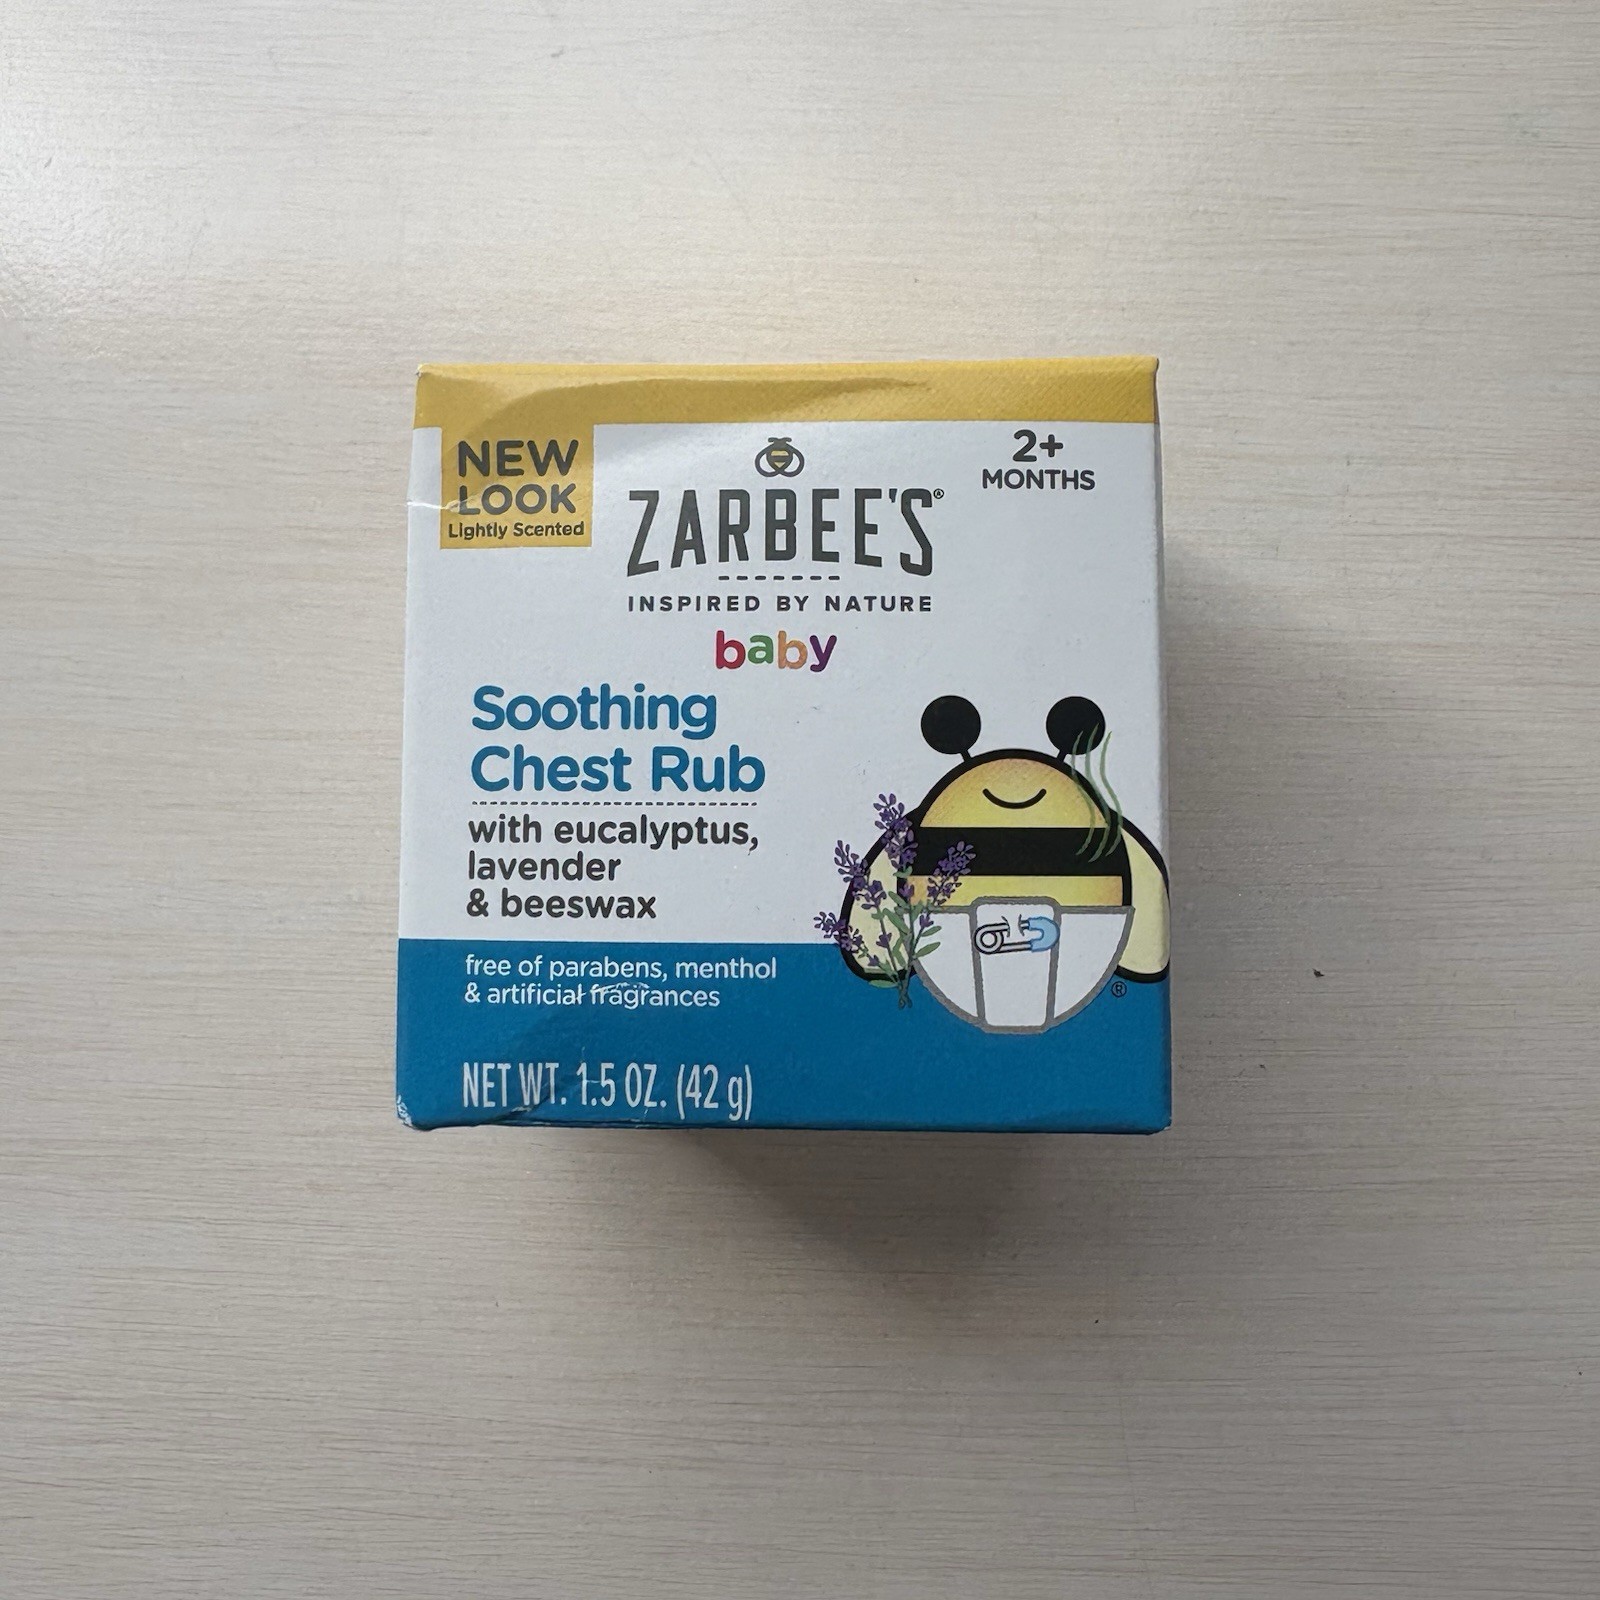 NEW
LOOK
Lightly Scented
ZARBEE'S®
INSPIRED BY NATURE
baby
2+
MONTHS
Soothing
Chest Rub
with eucalyptus,
lavender
& beeswax
free of parabens, menthol
& artificial fragrances
NET WT. 1.5 OZ. (42 g)
®